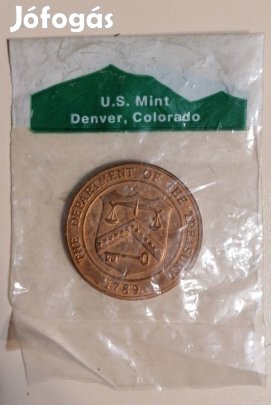 Jófogás
U.S. Mint
Denver, Colorado
THE DEPARTMENT OF THE TREASURY
1789